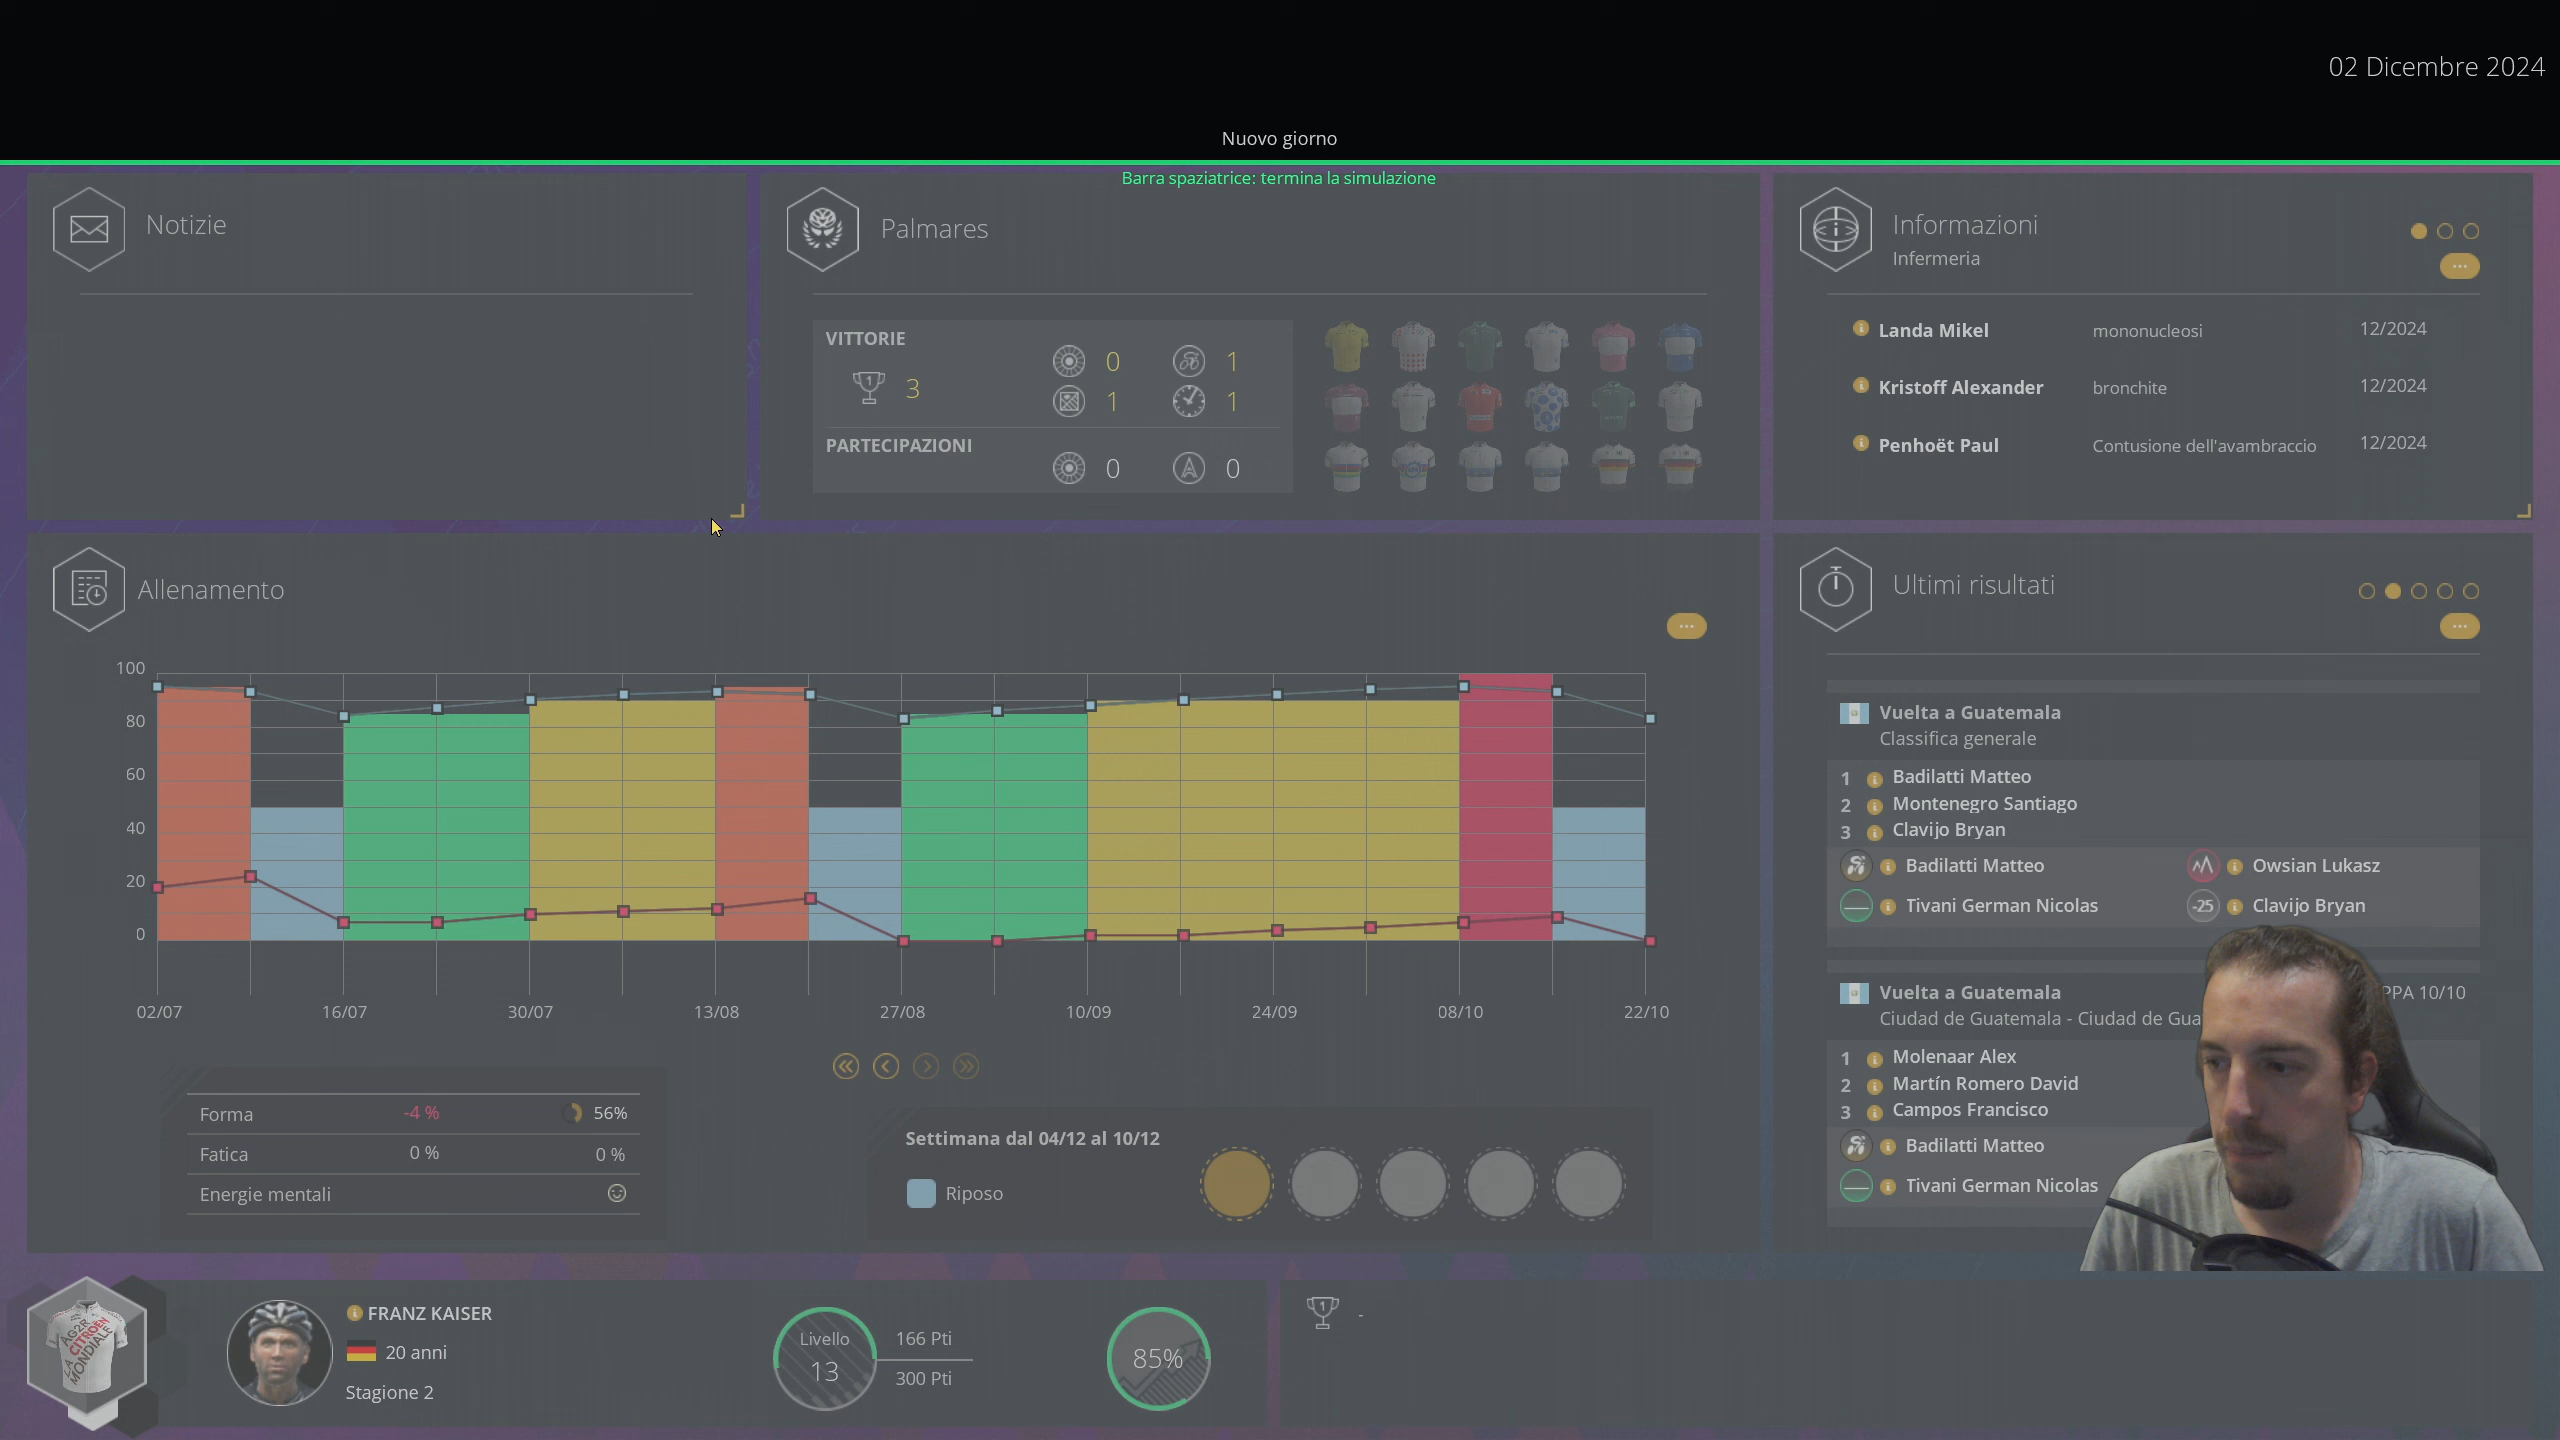 02 Dicembre 2024
Nuovo giorno
Barra spaziatrice: termina la simulazione
Notizie
Palmares
VITTORIE
3
0
1
1
1
PARTECIPAZIONI
0
0
Informazioni
Infermeria
Landa Mikel mononucleosi 12/2024
Kristoff Alexander bronchite 12/2024
Penhoët Paul Contusione dell'avambraccio 12/2024
Allenamento
100
80
60
40
20
0
02/07 16/07 30/07 13/08 27/08 10/09 24/09 08/10 22/10
Forma -4 % 56%
Fatica 0 % 0 %
Energie mentali
Settimana dal 04/12 al 10/12
Riposo
Ultimi risultati
Vuelta a Guatemala
Classifica generale
1 Badilatti Matteo
2 Montenegro Santiago
3 Clavijo Bryan
Badilatti Matteo Owsian Lukasz
Tivani German Nicolas -25 Clavijo Bryan
Vuelta a Guatemala PPA 10/10
Ciudad de Guatemala - Ciudad de Gua
1 Molenaar Alex
2 Martín Romero David
3 Campos Francisco
Badilatti Matteo
Tivani German Nicolas
AG2R
CITROËN
LA MONDIALE
FRANZ KAISER
20 anni
Stagione 2
Livello
13
166 Pti
300 Pti
85%
-